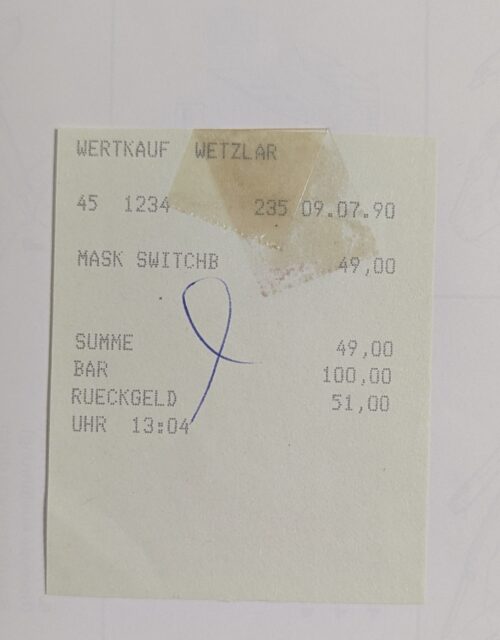 WERTKAUF WETZLAR
45 1234 235 09.07.90
MASK SWITCHB 49,00
SUMME 49,00
BAR 100,00
RUECKGELD 51,00
UHR 13:04